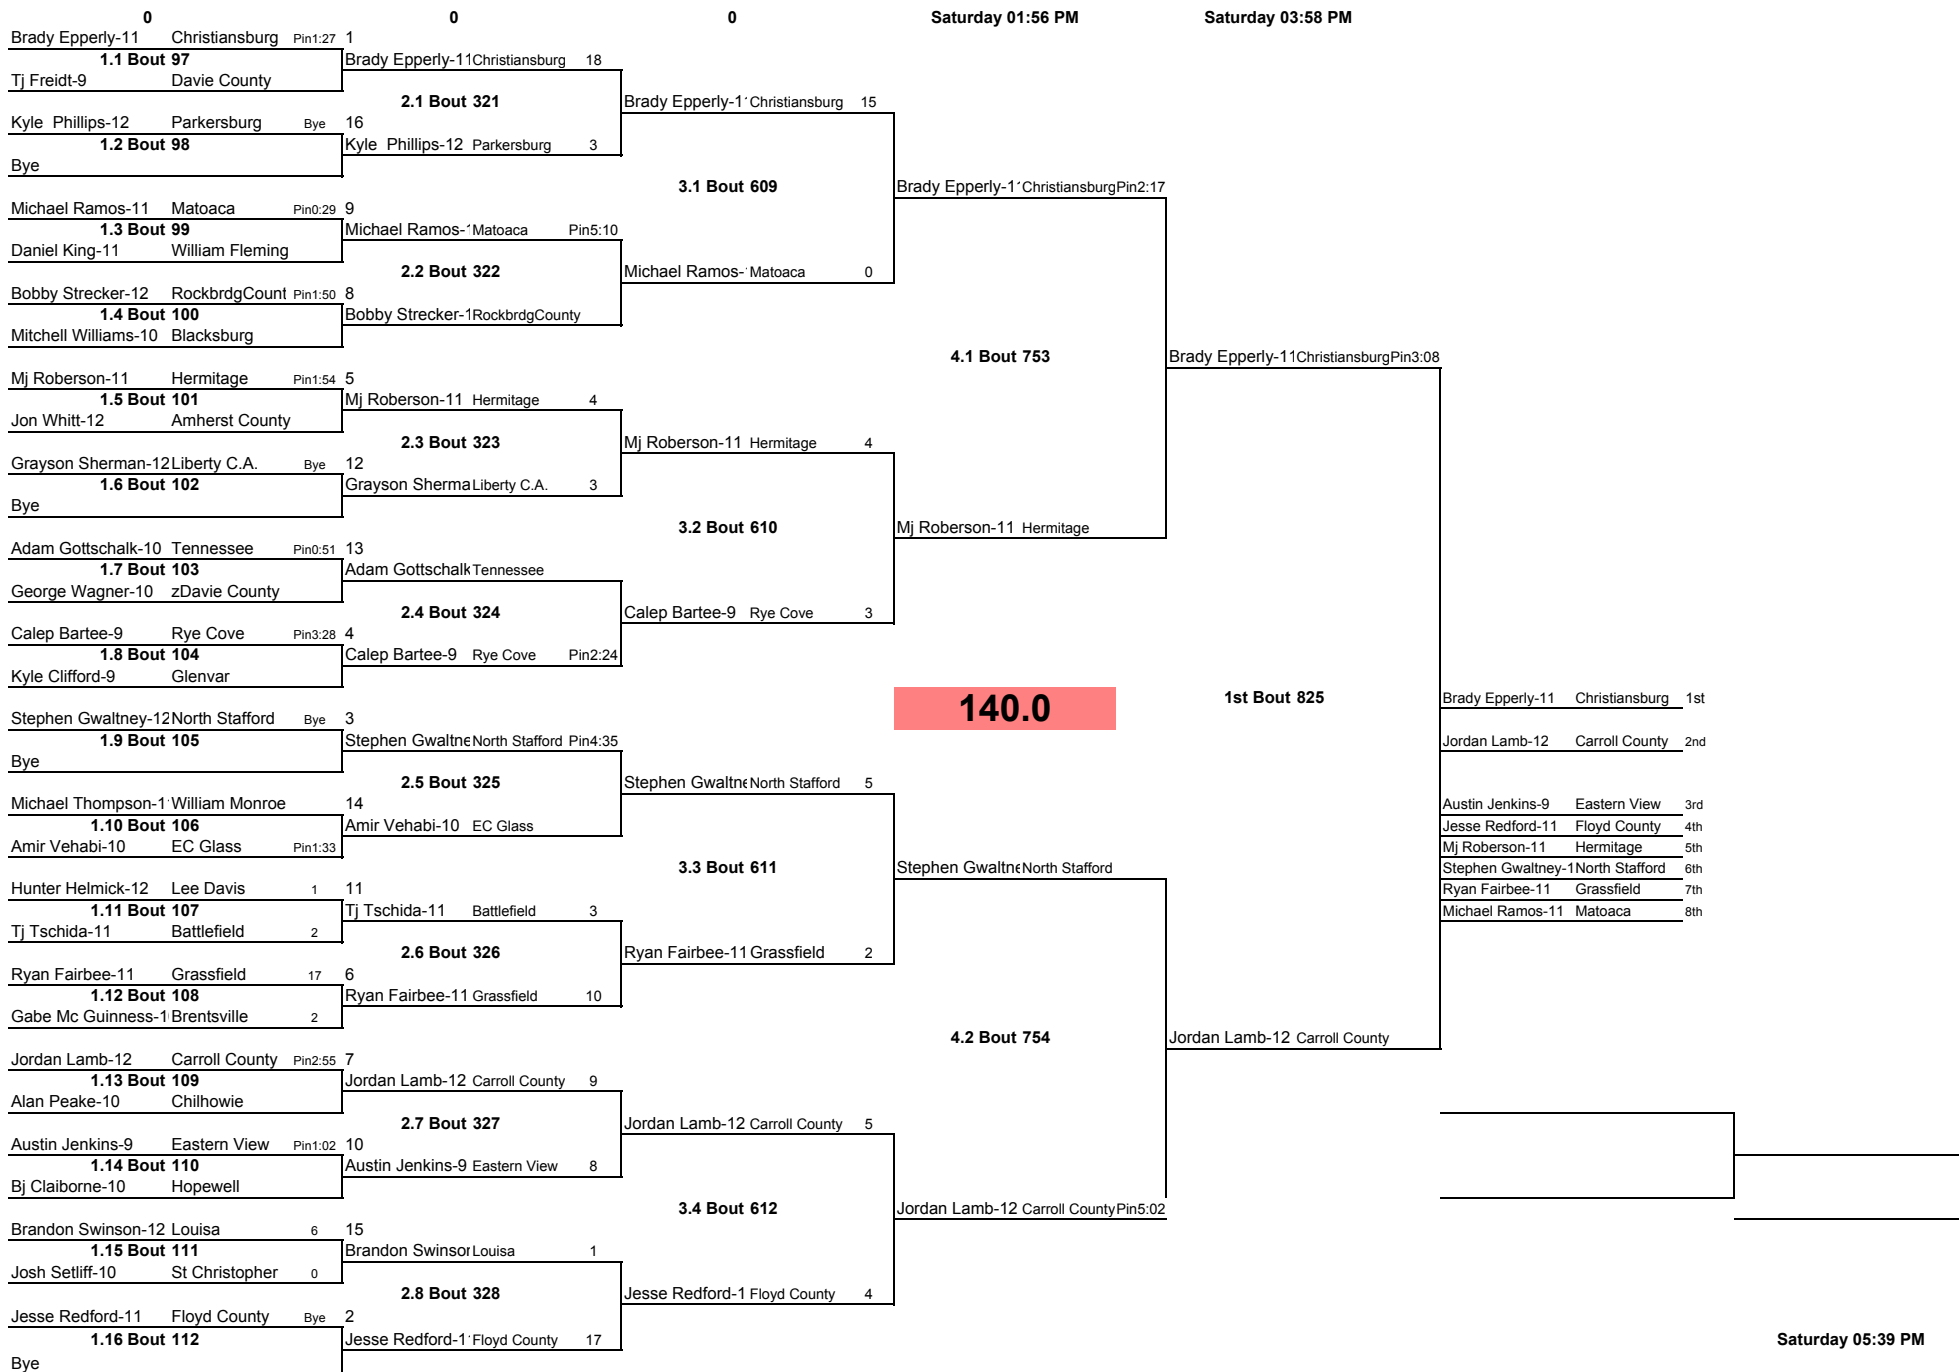 0 0 0 Saturday 01:56 PM Saturday 03:58 PM
Brady Epperly-11 Christiansburg Pin1:27 1
1.1 Bout 97 Brady Epperly-11 Christiansburg 18
Tj Freidt-9 Davie County
2.1 Bout 321 Brady Epperly-1 Christiansburg 15
Kyle Phillips-12 Parkersburg Bye 16
1.2 Bout 98 Kyle Phillips-12 Parkersburg 3
Bye
3.1 Bout 609 Brady Epperly-1 Christiansburg Pin2:17
Michael Ramos-11 Matoaca Pin0:29 9
1.3 Bout 99 Michael Ramos- Matoaca Pin5:10
Daniel King-11 William Fleming
2.2 Bout 322 Michael Ramos- Matoaca 0
Bobby Strecker-12 RockbrdgCount Pin1:50 8
1.4 Bout 100 Bobby Strecker-1 RockbrdgCounty
Mitchell Williams-10 Blacksburg
4.1 Bout 753 Brady Epperly-11 Christiansburg Pin3:08
Mj Roberson-11 Hermitage Pin1:54 5
1.5 Bout 101 Mj Roberson-11 Hermitage 4
Jon Whitt-12 Amherst County
2.3 Bout 323 Mj Roberson-11 Hermitage 4
Grayson Sherman-12 Liberty C.A. Bye 12
1.6 Bout 102 Grayson Sherma Liberty C.A. 3
Bye
3.2 Bout 610 Mj Roberson-11 Hermitage
Adam Gottschalk-10 Tennessee Pin0:51 13
1.7 Bout 103 Adam Gottschalk Tennessee
George Wagner-10 zDavie County
2.4 Bout 324 Calep Bartee-9 Rye Cove 3
Calep Bartee-9 Rye Cove Pin3:28 4
1.8 Bout 104 Calep Bartee-9 Rye Cove Pin2:24
Kyle Clifford-9 Glenvar
140.0 1st Bout 825 Brady Epperly-11 Christiansburg 1st
Stephen Gwaltney-12 North Stafford Bye 3
1.9 Bout 105 Stephen Gwaltne North Stafford Pin4:35 Jordan Lamb-12 Carroll County 2nd
Bye
2.5 Bout 325 Stephen Gwaltne North Stafford 5
Michael Thompson-1 William Monroe 14 Austin Jenkins-9 Eastern View 3rd
1.10 Bout 106 Amir Vehabi-10 EC Glass Jesse Redford-11 Floyd County 4th
Amir Vehabi-10 EC Glass Pin1:33 Mj Roberson-11 Hermitage 5th
3.3 Bout 611 Stephen Gwaltne North Stafford Stephen Gwaltney-1 North Stafford 6th
Hunter Helmick-12 Lee Davis 1 11 Ryan Fairbee-11 Grassfield 7th
1.11 Bout 107 Tj Tschida-11 Battlefield 3 Michael Ramos-11 Matoaca 8th
Tj Tschida-11 Battlefield 2
2.6 Bout 326 Ryan Fairbee-11 Grassfield 2
Ryan Fairbee-11 Grassfield 17 6
1.12 Bout 108 Ryan Fairbee-11 Grassfield 10
Gabe Mc Guinness-1 Brentsville 2
4.2 Bout 754 Jordan Lamb-12 Carroll County
Jordan Lamb-12 Carroll County Pin2:55 7
1.13 Bout 109 Jordan Lamb-12 Carroll County 9
Alan Peake-10 Chilhowie
2.7 Bout 327 Jordan Lamb-12 Carroll County 5
Austin Jenkins-9 Eastern View Pin1:02 10
1.14 Bout 110 Austin Jenkins-9 Eastern View 8
Bj Claiborne-10 Hopewell
3.4 Bout 612 Jordan Lamb-12 Carroll County Pin5:02
Brandon Swinson-12 Louisa 6 15
1.15 Bout 111 Brandon Swinsor Louisa 1
Josh Setliff-10 St Christopher 0
2.8 Bout 328 Jesse Redford-1 Floyd County 4
Jesse Redford-11 Floyd County Bye 2
1.16 Bout 112 Jesse Redford-1 Floyd County 17 Saturday 05:39 PM
Bye